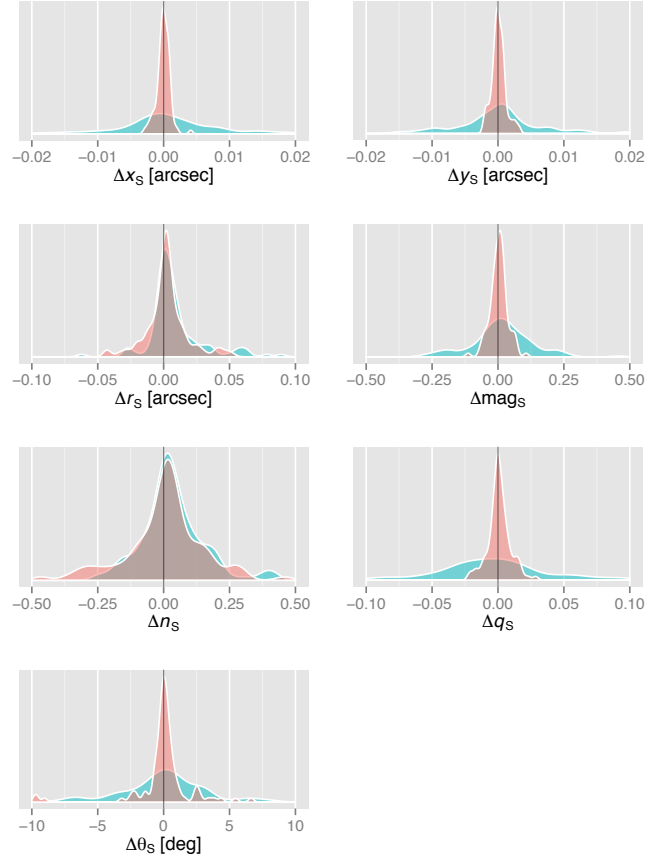 −0.02 −0.01 0.00 0.01 0.02
Δx_S [arcsec]
−0.02 −0.01 0.00 0.01 0.02
Δy_S [arcsec]
−0.10 −0.05 0.00 0.05 0.10
Δr_S [arcsec]
−0.50 −0.25 0.00 0.25 0.50
Δmag_S
−0.50 −0.25 0.00 0.25 0.50
Δn_S
−0.10 −0.05 0.00 0.05 0.10
Δq_S
−10 −5 0 5 10
Δθ_S [deg]